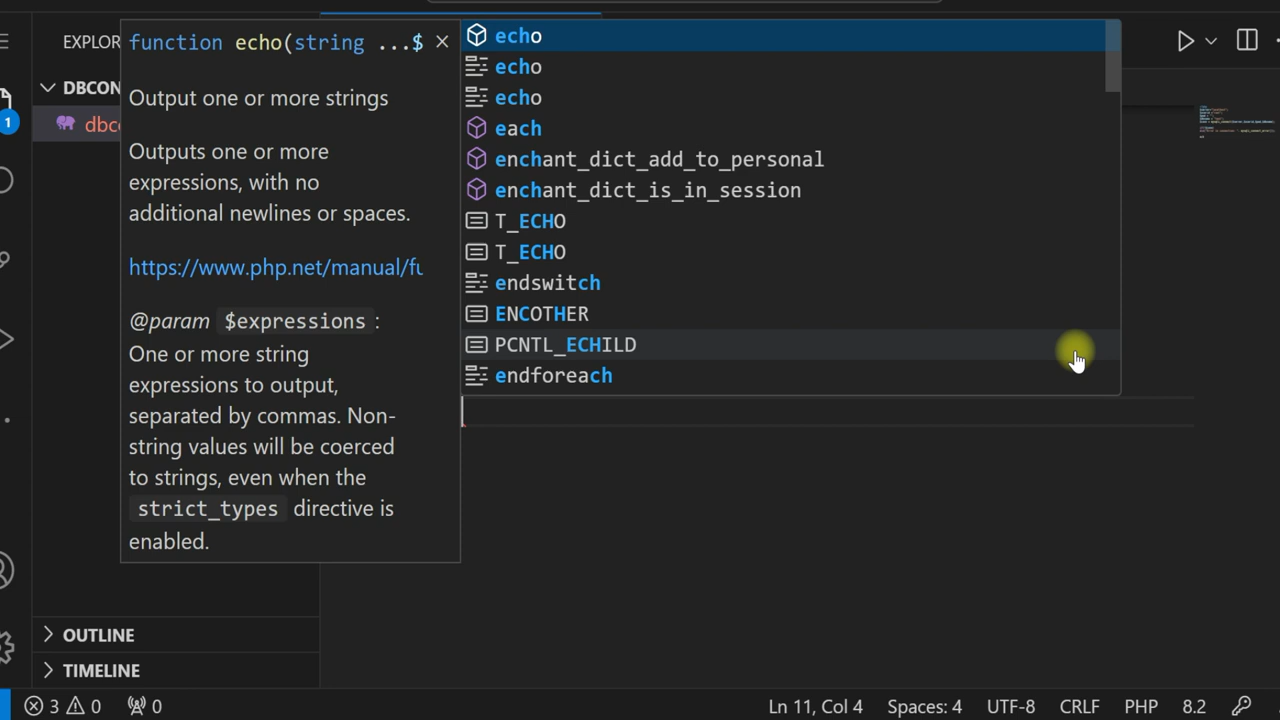 EXPLOR
DBCON
dbc
function echo(string ...$
Output one or more strings
Outputs one or more
expressions, with no
additional newlines or spaces.
https://www.php.net/manual/fu
@param $expressions :
One or more string
expressions to output,
separated by commas. Non-
string values will be coerced
to strings, even when the
strict_types directive is
enabled.
echo
echo
echo
each
enchant_dict_add_to_personal
enchant_dict_is_in_session
T_ECHO
T_ECHO
endswitch
ENCOTHER
PCNTL_ECHILD
endforeach
1
OUTLINE
TIMELINE
3 0 0
Ln 11, Col 4 Spaces: 4 UTF-8 CRLF PHP 8.2